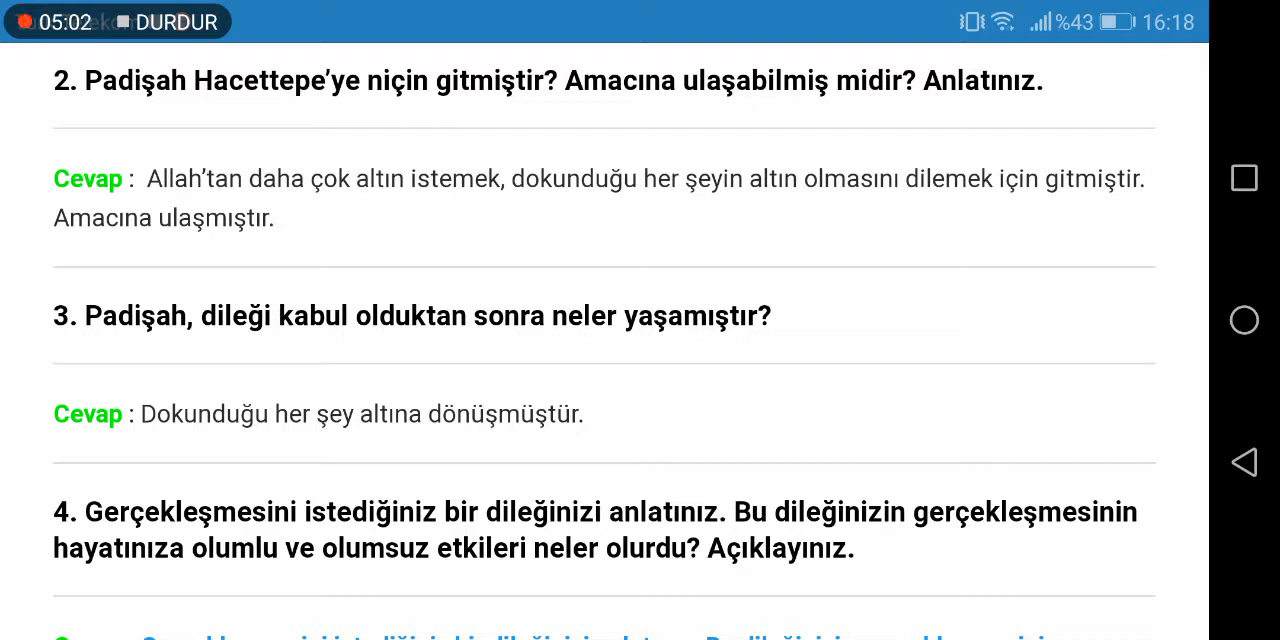 05:02 DURDUR %43 16:18
2. Padişah Hacettepe’ye niçin gitmiştir? Amacına ulaşabilmiş midir? Anlatınız.
Cevap : Allah’tan daha çok altın istemek, dokunduğu her şeyin altın olmasını dilemek için gitmiştir.
Amacına ulaşmıştır.
3. Padişah, dileği kabul olduktan sonra neler yaşamıştır?
Cevap : Dokunduğu her şey altına dönüşmüştür.
4. Gerçekleşmesini istediğiniz bir dileğinizi anlatınız. Bu dileğinizin gerçekleşmesinin
hayatınıza olumlu ve olumsuz etkileri neler olurdu? Açıklayınız.